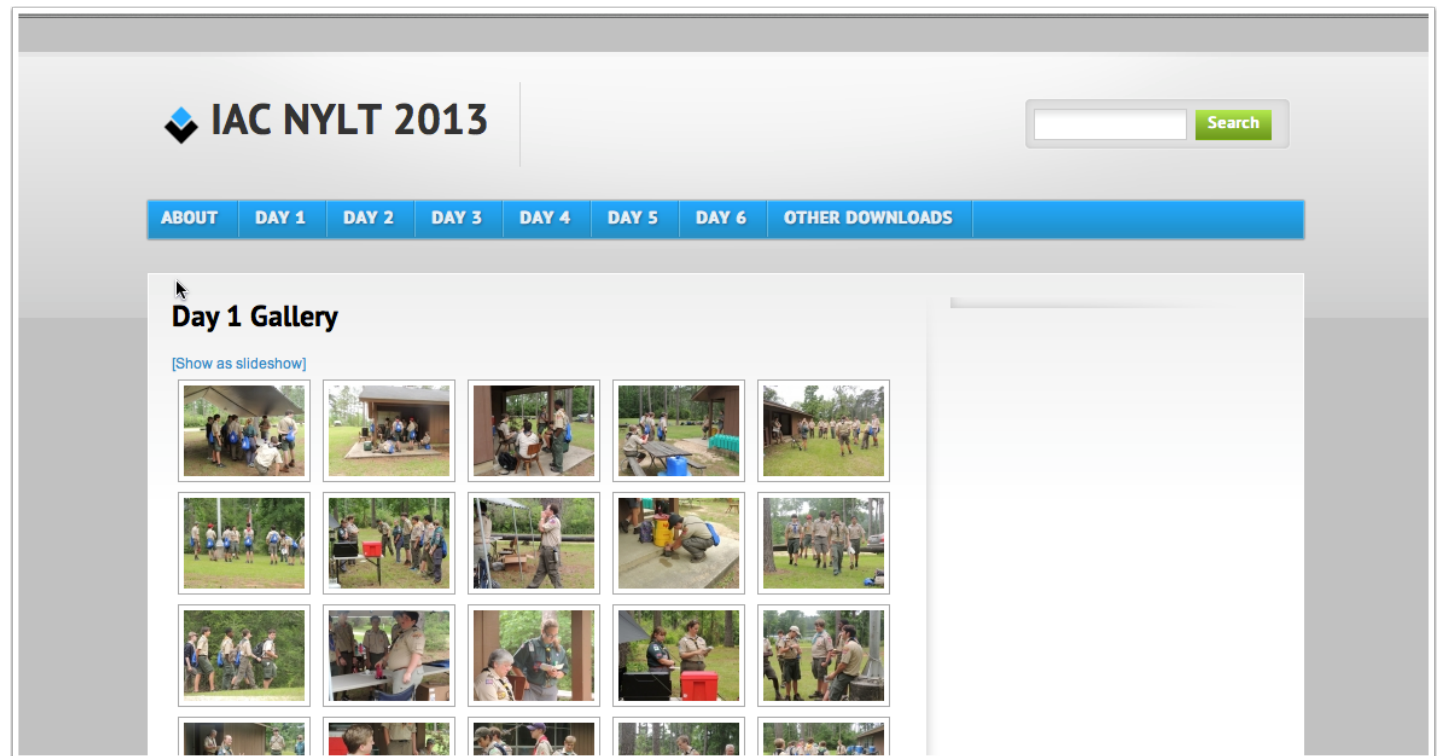 IAC NYLT 2013
Search
ABOUT DAY 1 DAY 2 DAY 3 DAY 4 DAY 5 DAY 6 OTHER DOWNLOADS
Day 1 Gallery
[Show as slideshow]